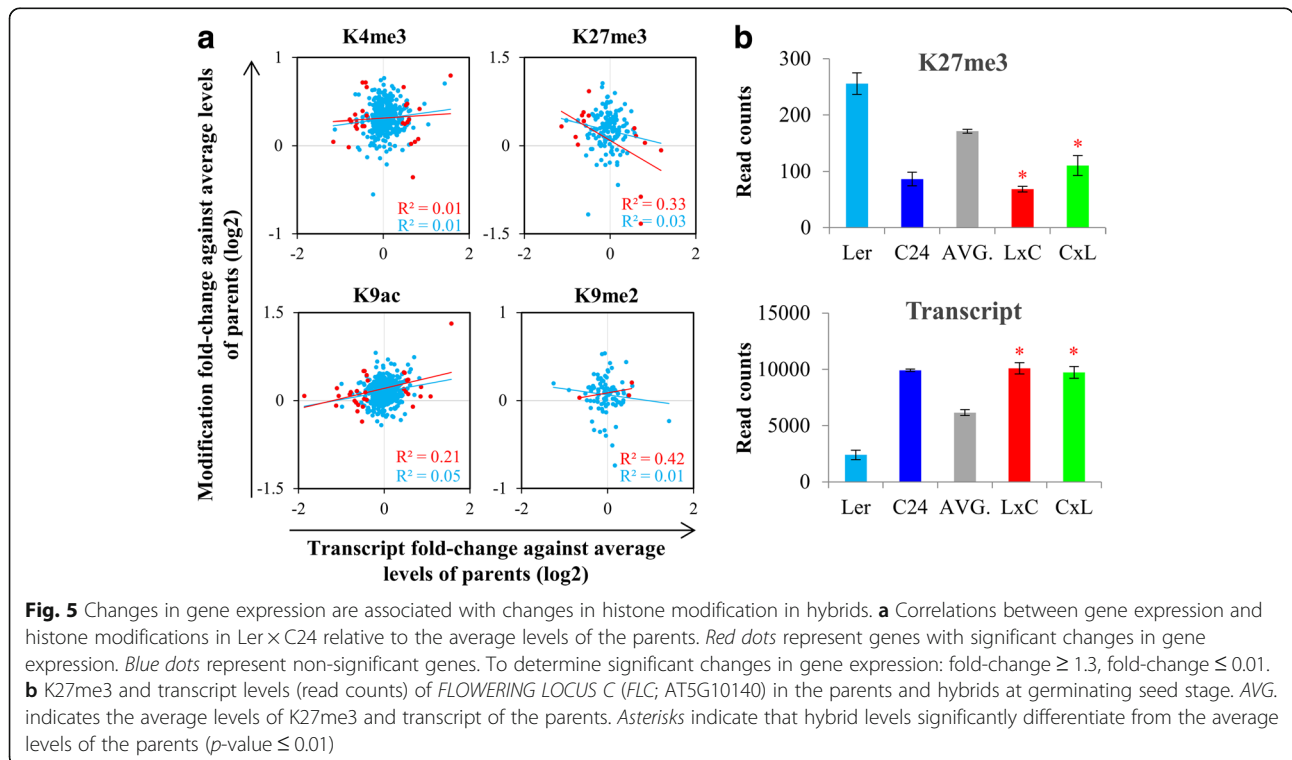 a
b
Modification fold-change against average levels
of parents (log2)
K4me3
1
0
-1
-2 0 2
R² = 0.01
R² = 0.01
K27me3
1.5
0
-1.5
-2 0 2
R² = 0.33
R² = 0.03
K9ac
1.5
0
-1.5
-2 0 2
R² = 0.21
R² = 0.05
K9me2
1
0
-1
-2 0 2
R² = 0.42
R² = 0.01
Transcript fold-change against average
levels of parents (log2)
K27me3
Read counts
300
200
100
0
* *
Ler C24 AVG. LxC CxL
Transcript
Read counts
15000
10000
5000
0
* *
Ler C24 AVG. LxC CxL
Fig. 5 Changes in gene expression are associated with changes in histone modification in hybrids. a Correlations between gene expression and
histone modifications in Ler × C24 relative to the average levels of the parents. Red dots represent genes with significant changes in gene
expression. Blue dots represent non-significant genes. To determine significant changes in gene expression: fold-change ≥ 1.3, fold-change ≤ 0.01.
b K27me3 and transcript levels (read counts) of FLOWERING LOCUS C (FLC; AT5G10140) in the parents and hybrids at germinating seed stage. AVG.
indicates the average levels of K27me3 and transcript of the parents. Asterisks indicate that hybrid levels significantly differentiate from the average
levels of the parents (p-value ≤ 0.01)